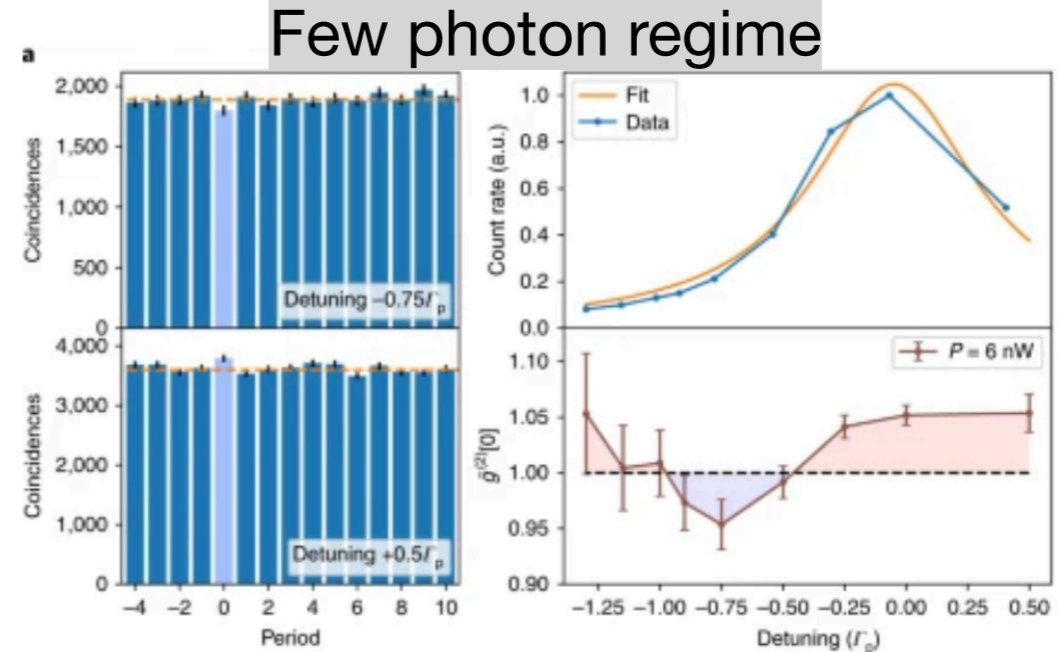 Few photon regime
a
2,000
1,500
1,000
500
0
Coincidences
Detuning −0.75Γp
4,000
3,000
2,000
1,000
0
Coincidences
Detuning +0.5Γp
−4 −2 0 2 4 6 8 10
Period
1.0
0.8
0.6
0.4
0.2
0.0
Count rate (a.u.)
Fit
Data
1.10
1.05
1.00
0.95
0.90
g̃(2)[0]
P = 6 nW
−1.25 −1.00 −0.75 −0.50 −0.25 0.00 0.25 0.50
Detuning (Γp)